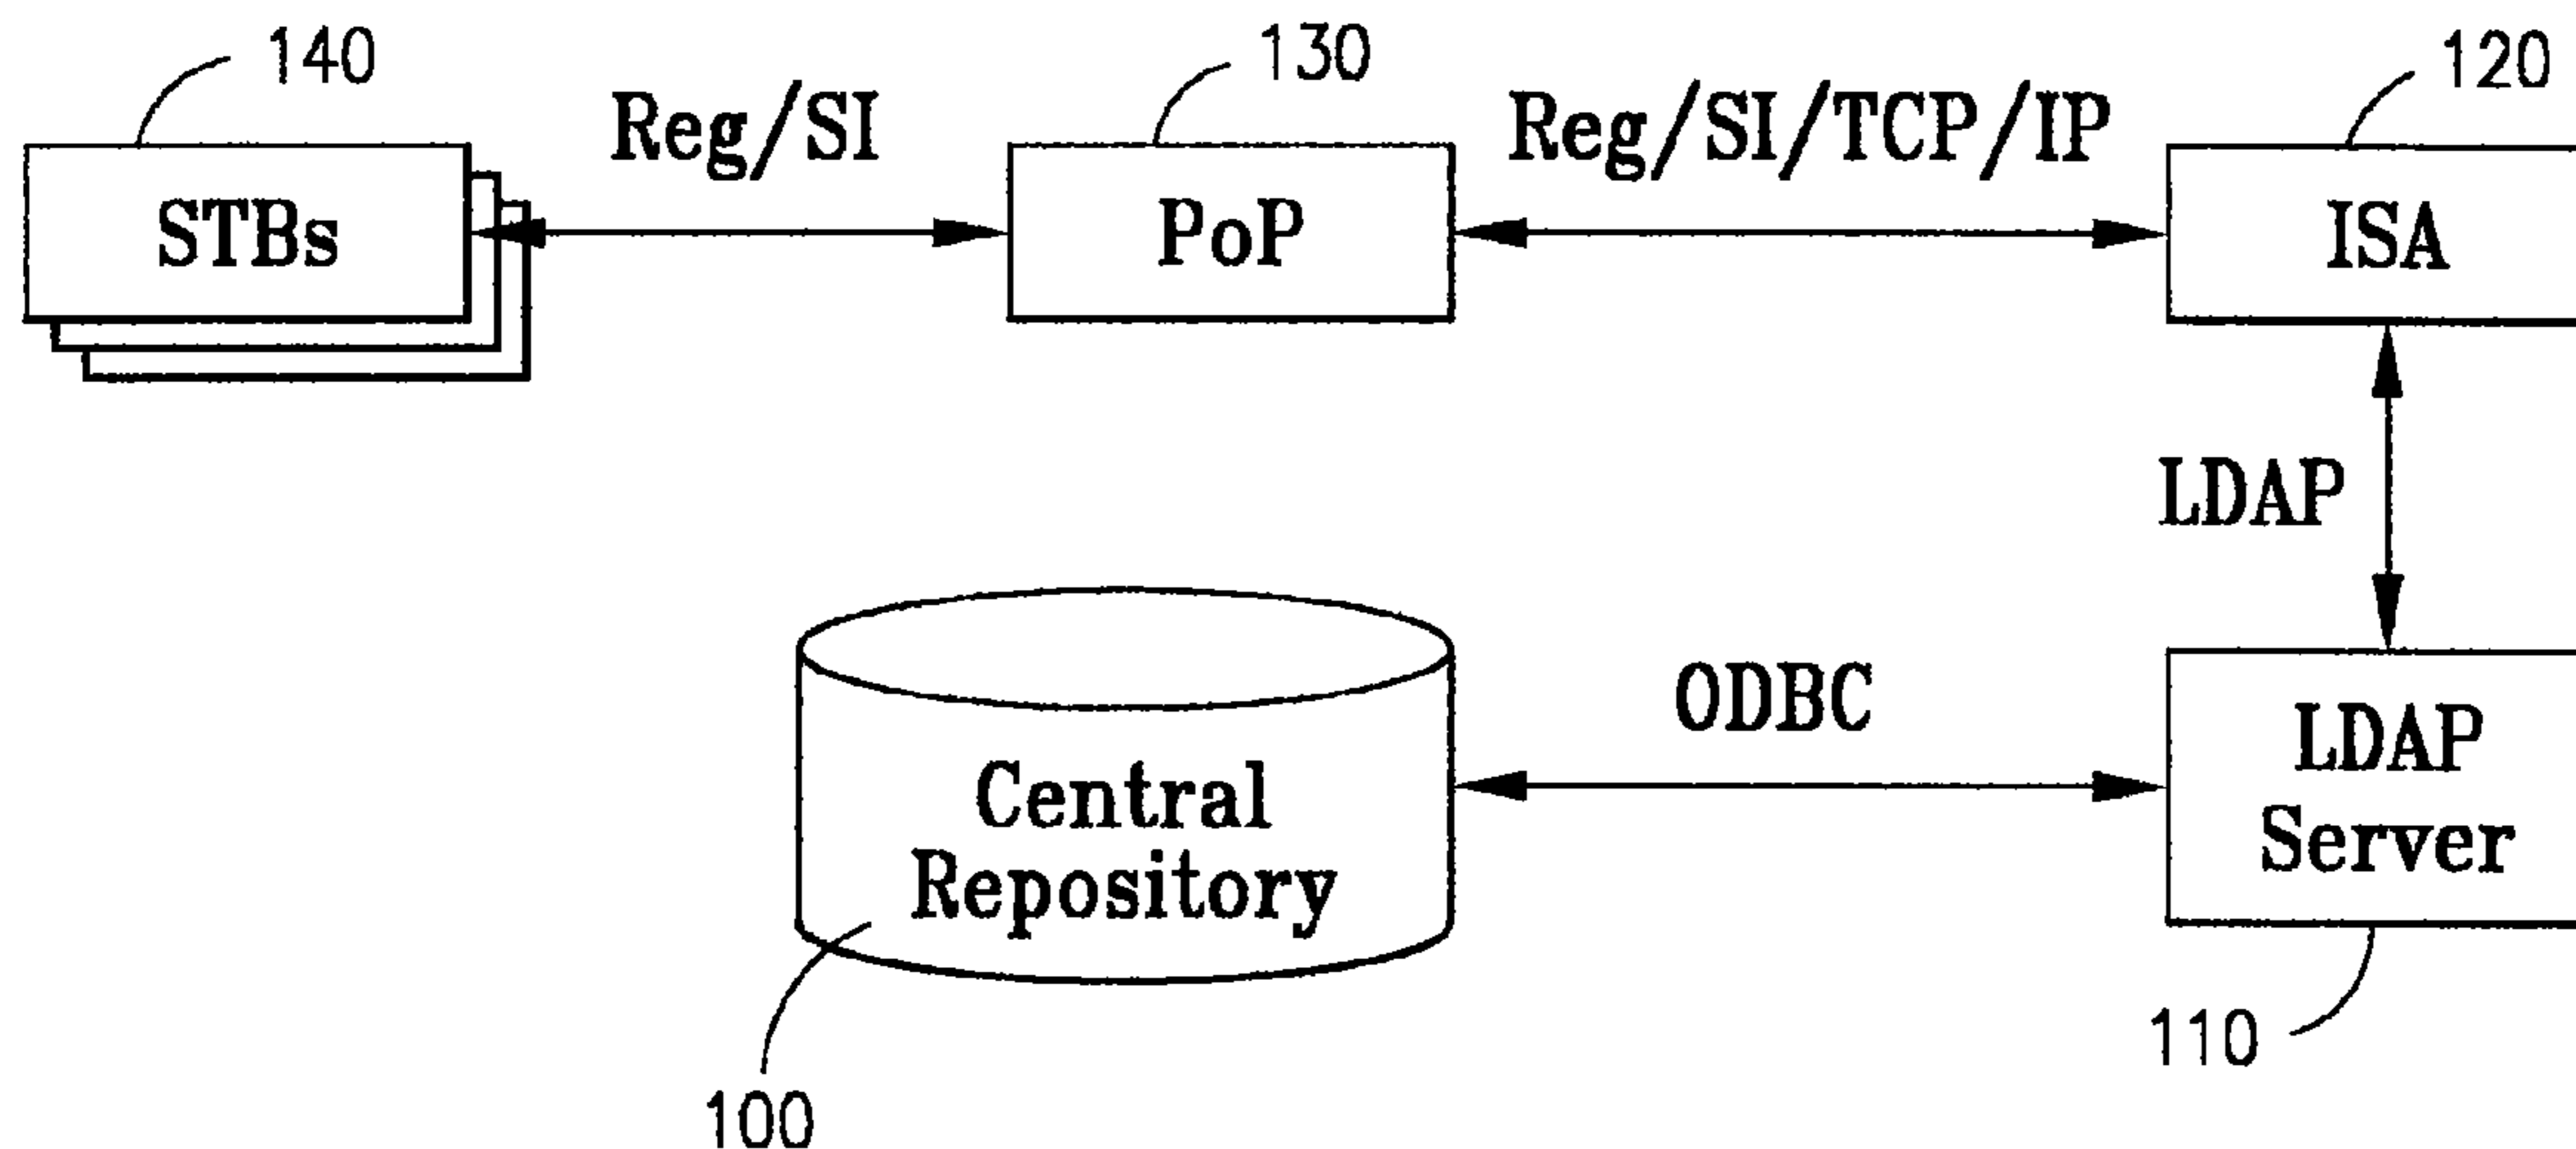 140
130
120
Reg/SI
Reg/SI/TCP/IP
STBs
PoP
ISA
LDAP
ODBC
Central
Repository
LDAP
Server
100
110